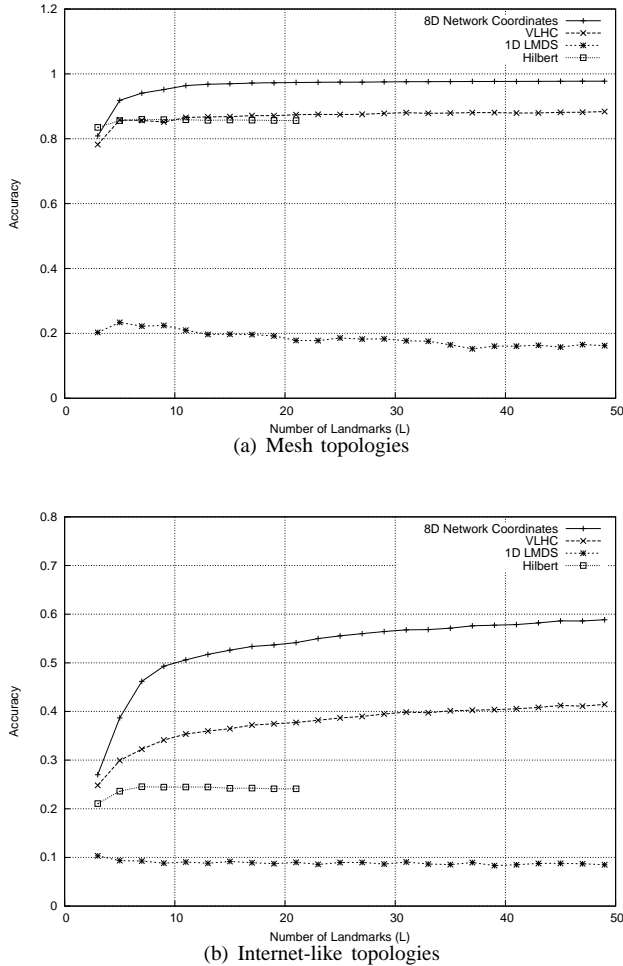 1.2
1
0.8
0.6
0.4
0.2
0
Accuracy
8D Network Coordinates
VLHC
1D LMDS
Hilbert
0 10 20 30 40 50
Number of Landmarks (L)
(a) Mesh topologies
0.8
0.7
0.6
0.5
0.4
0.3
0.2
0.1
0
Accuracy
8D Network Coordinates
VLHC
1D LMDS
Hilbert
0 10 20 30 40 50
Number of Landmarks (L)
(b) Internet-like topologies